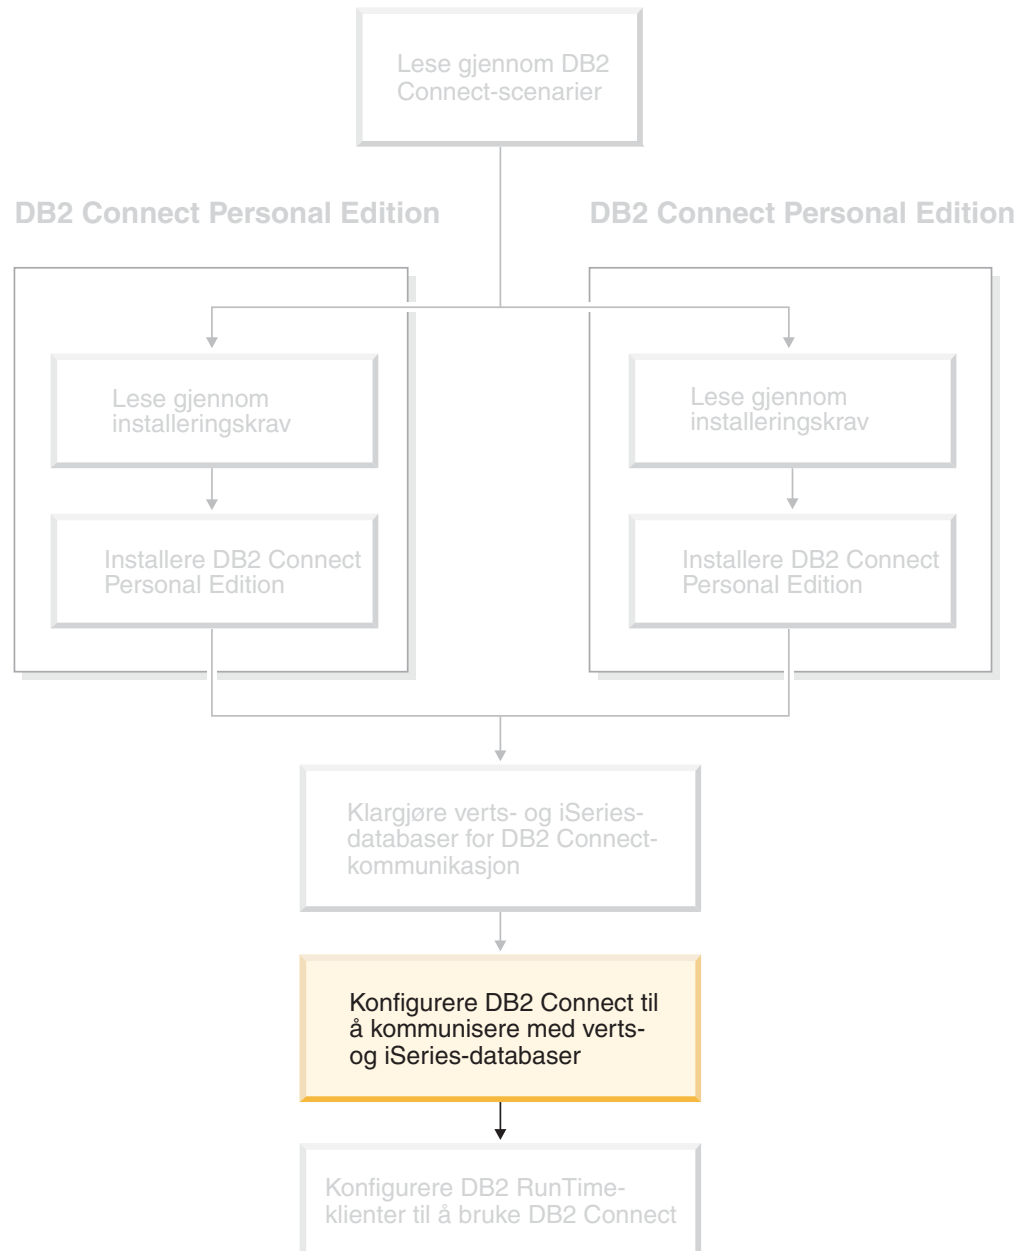 Lese gjennom DB2
Connect-scenarier
DB2 Connect Personal Edition
DB2 Connect Personal Edition
Lese gjennom
installeringskrav
Lese gjennom
installeringskrav
Installere DB2 Connect
Personal Edition
Installere DB2 Connect
Personal Edition
Klargjøre verts- og iSeries-
databaser for DB2 Connect-
kommunikasjon
Konfigurere DB2 Connect til
å kommunisere med verts-
og iSeries-databaser
Konfigurere DB2 RunTime-
klienter til å bruke DB2 Connect